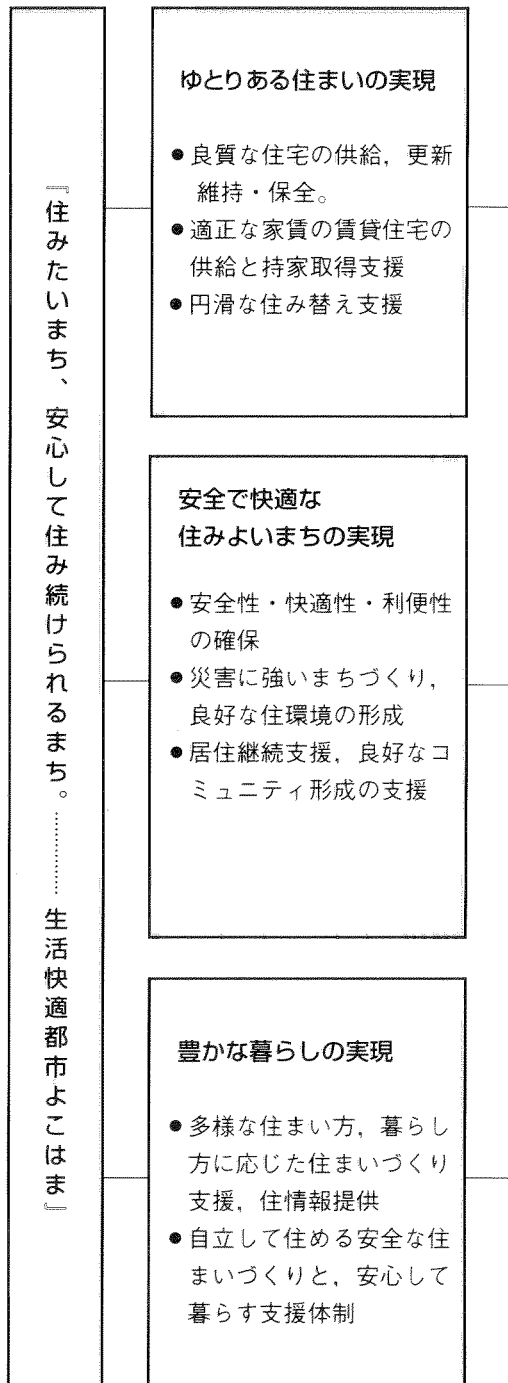 『住みたいまち、安心して住み続けられるまち。…………… 生活快適都市よこはま』
ゆとりある住まいの実現
●良質な住宅の供給，更新
維持・保全。
●適正な家賃の賃貸住宅の
供給と持家取得支援
●円滑な住み替え支援
安全で快適な
住みよいまちの実現
●安全性・快適性・利便性
の確保
●災害に強いまちづくり，
良好な住環境の形成
●居住継続支援，良好なコ
ミュニティ形成の支援
豊かな暮らしの実現
●多様な住まい方，暮らし
方に応じた住まいづくり
支援，住情報提供
●自立して住める安全な住
まいづくりと，安心して
暮らす支援体制